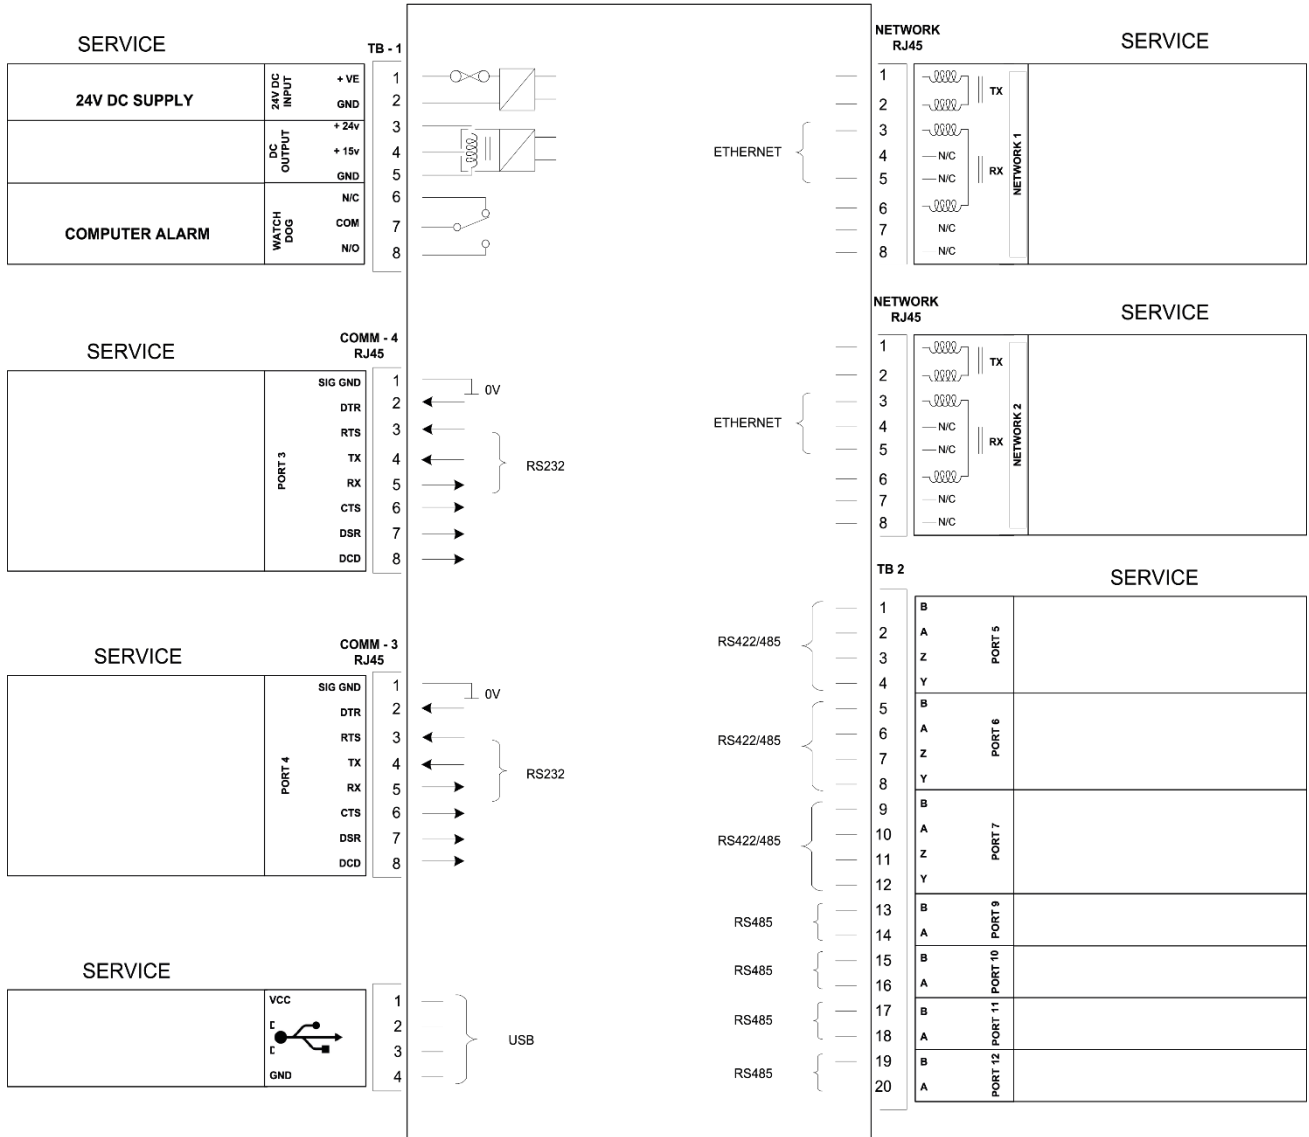 SERVICE
TB - 1
24V DC SUPPLY
24V DC
INPUT
+ VE
GND
1
2
DC
OUTPUT
+ 24v
+ 15v
GND
3
4
5
COMPUTER ALARM
WATCH
DOG
N/C
COM
N/O
6
7
8
SERVICE
COMM - 4
RJ45
PORT 3
SIG GND 1 0V
DTR 2
RTS 3
TX 4
RX 5
CTS 6
DSR 7
DCD 8
RS232
SERVICE
COMM - 3
RJ45
PORT 4
SIG GND 1 0V
DTR 2
RTS 3
TX 4
RX 5
CTS 6
DSR 7
DCD 8
RS232
SERVICE
VCC
D
D
GND
1
2
3
4
USB
NETWORK
RJ45
SERVICE
ETHERNET
1
2
3
4 N/C
5 N/C
6
7 N/C
8 N/C
TX
RX
NETWORK 1
NETWORK
RJ45
SERVICE
ETHERNET
1
2
3
4 N/C
5 N/C
6
7 N/C
8 N/C
TX
RX
NETWORK 2
TB 2
SERVICE
RS422/485
1 B
2 A
3 Z
4 Y
PORT 5
RS422/485
5 B
6 A
7 Z
8 Y
PORT 6
RS422/485
9 B
10 A
11 Z
12 Y
PORT 7
RS485
13 B
14 A
PORT 9
RS485
15 B
16 A
PORT 10
RS485
17 B
18 A
PORT 11
RS485
19 B
20 A
PORT 12